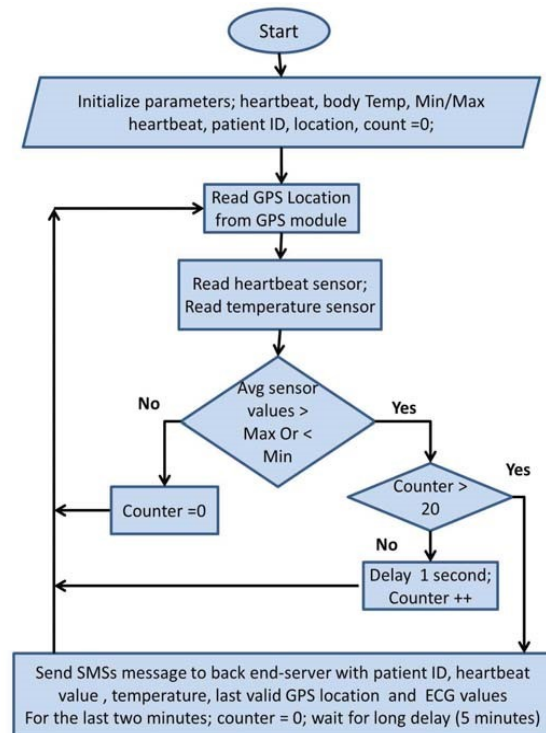 Start
Initialize parameters; heartbeat, body Temp, Min/Max
heartbeat, patient ID, location, count =0;
Read GPS Location
from GPS module
Read heartbeat sensor;
Read temperature sensor
Avg sensor
values >
Max Or <
Min
No
Yes
Counter =0
Counter >
20
Yes
No
Delay 1 second;
Counter ++
Send SMSs message to back end-server with patient ID, heartbeat
value , temperature, last valid GPS location and ECG values
For the last two minutes; counter = 0; wait for long delay (5 minutes)